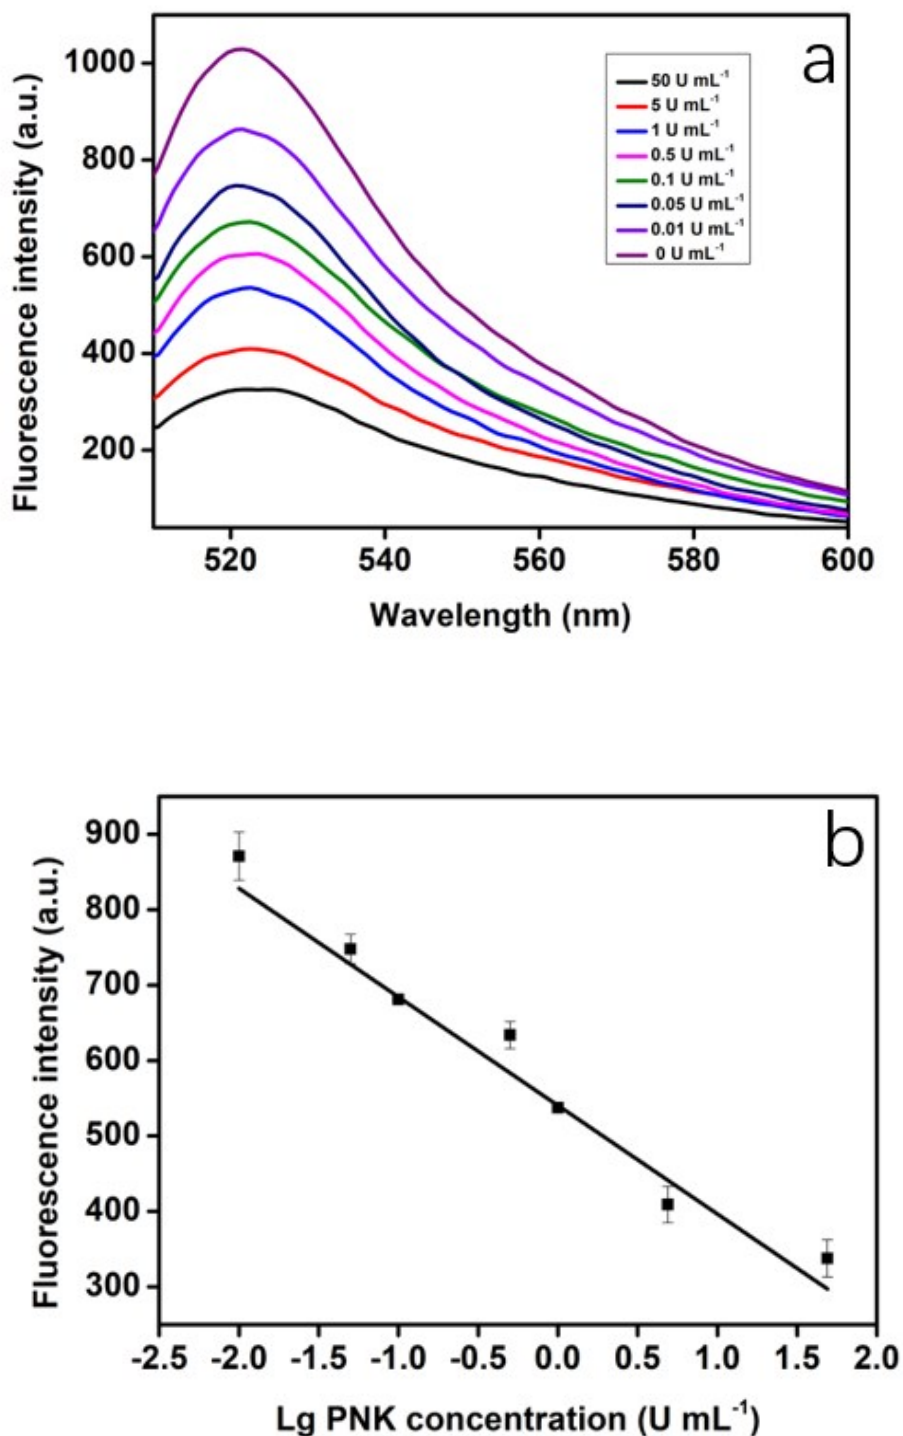 a
1000
800
600
400
200
Fluorescence intensity (a.u.)
50 U mL⁻¹
5 U mL⁻¹
1 U mL⁻¹
0.5 U mL⁻¹
0.1 U mL⁻¹
0.05 U mL⁻¹
0.01 U mL⁻¹
0 U mL⁻¹
520 540 560 580 600
Wavelength (nm)
b
900
800
700
600
500
400
300
Fluorescence intensity (a.u.)
-2.5 -2.0 -1.5 -1.0 -0.5 0.0 0.5 1.0 1.5 2.0
Lg PNK concentration (U mL⁻¹)